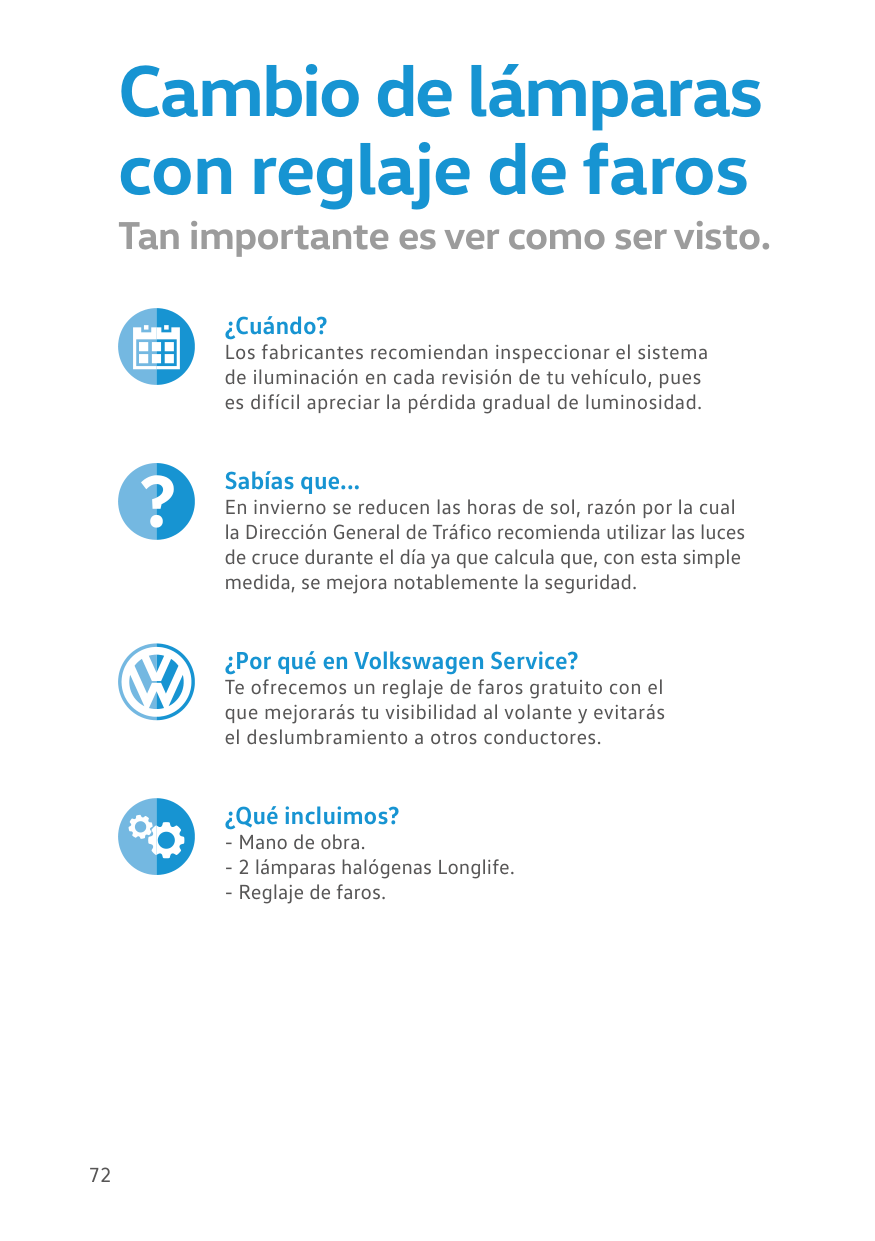 Cambio de lámparas
con reglaje de faros
Tan importante es ver como ser visto.
¿Cuándo?
Los fabricantes recomiendan inspeccionar el sistema
de iluminación en cada revisión de tu vehículo, pues
es difícil apreciar la pérdida gradual de luminosidad.
Sabías que...
En invierno se reducen las horas de sol, razón por la cual
la Dirección General de Tráfico recomienda utilizar las luces
de cruce durante el día ya que calcula que, con esta simple
medida, se mejora notablemente la seguridad.
¿Por qué en Volkswagen Service?
Te ofrecemos un reglaje de faros gratuito con el
que mejorarás tu visibilidad al volante y evitarás
el deslumbramiento a otros conductores.
¿Qué incluimos?
- Mano de obra.
- 2 lámparas halógenas Longlife.
- Reglaje de faros.
72